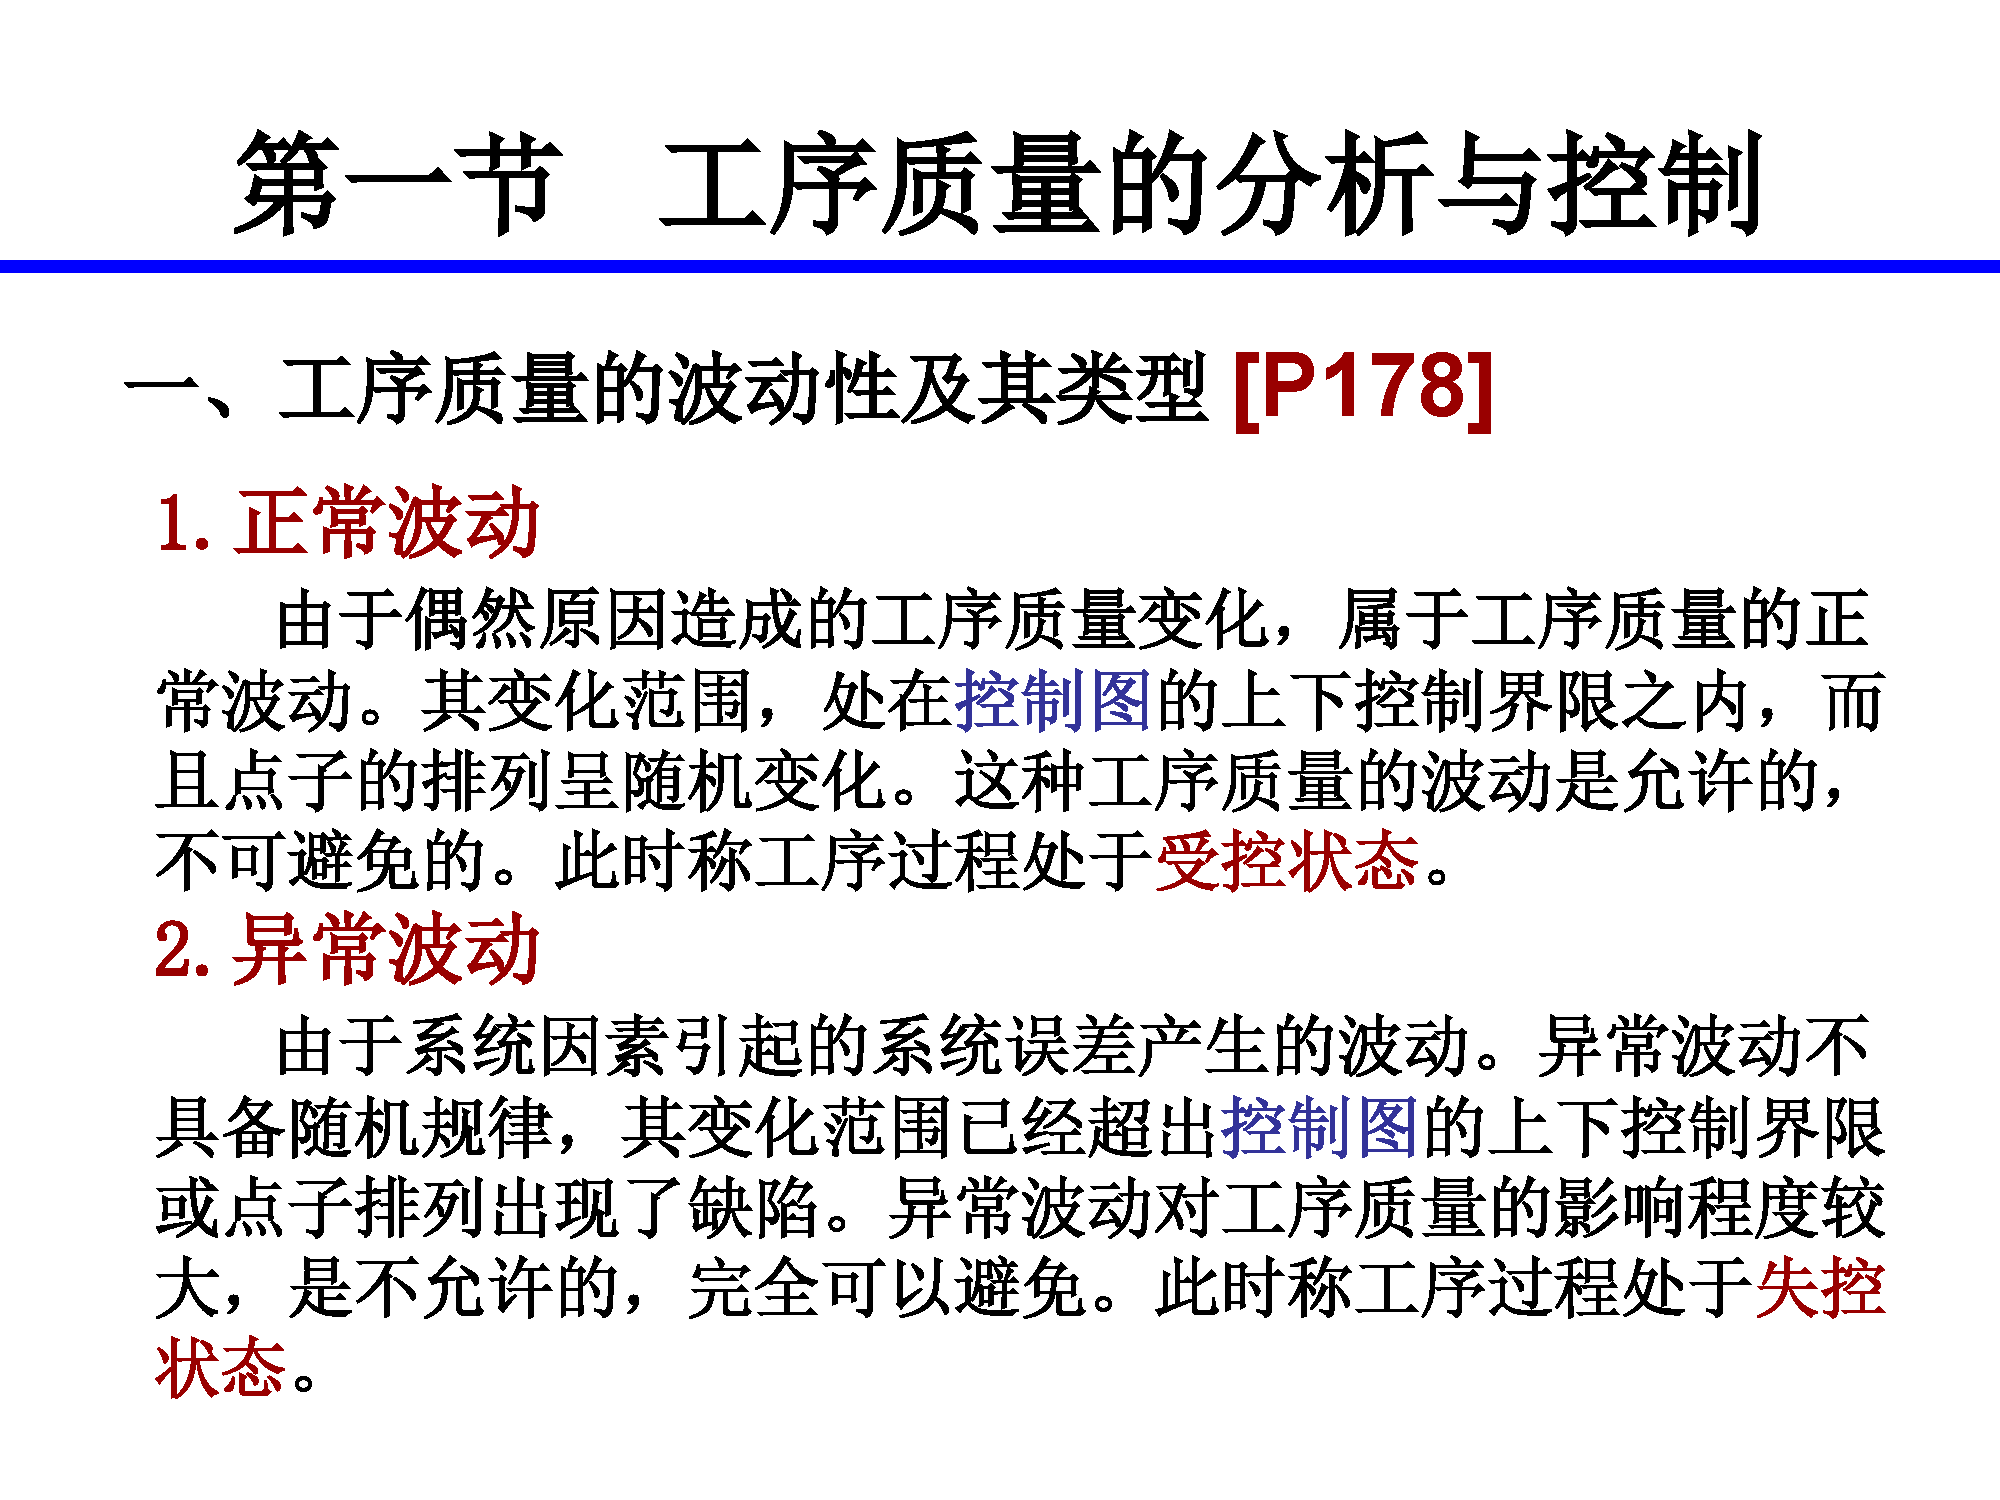 第一节 工序质量的分析与控制
一、工序质量的波动性及其类型 [P178]
1.正常波动
由于偶然原因造成的工序质量变化，属于工序质量的正
常波动。其变化范围，处在控制图的上下控制界限之内，而
且点子的排列呈随机变化。这种工序质量的波动是允许的，
不可避免的。此时称工序过程处于受控状态。
2.异常波动
由于系统因素引起的系统误差产生的波动。异常波动不
具备随机规律，其变化范围已经超出控制图的上下控制界限
或点子排列出现了缺陷。异常波动对工序质量的影响程度较
大，是不允许的，完全可以避免。此时称工序过程处于失控
状态。